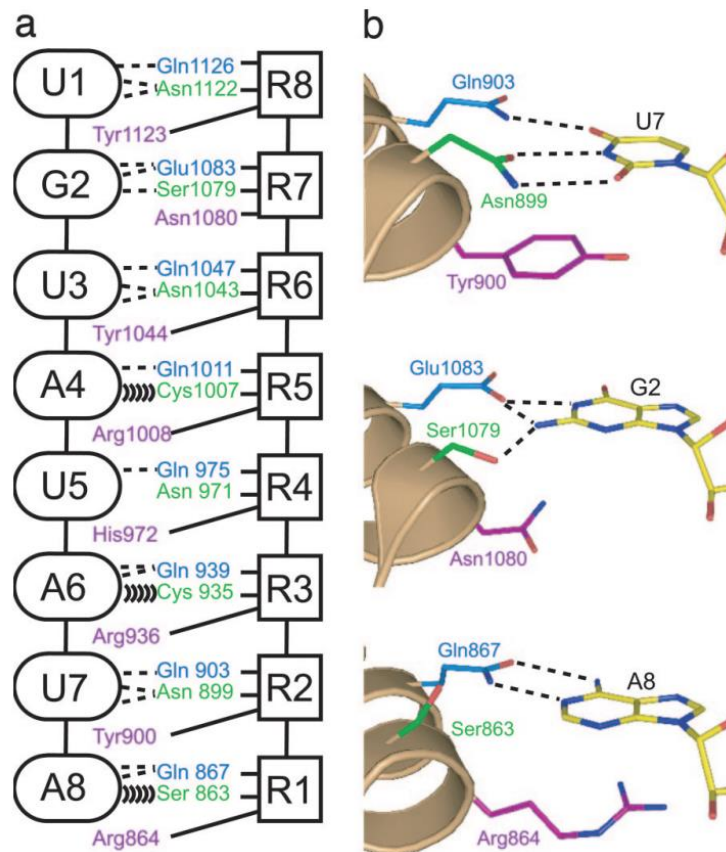 a
U1
Gln1126
Asn1122
Tyr1123
R8
G2
Glu1083
Ser1079
Asn1080
R7
U3
Gln1047
Asn1043
Tyr1044
R6
A4
Gln1011
Cys1007
Arg1008
R5
U5
Gln 975
Asn 971
His972
R4
A6
Gln 939
Cys 935
Arg936
R3
U7
Gln 903
Asn 899
Tyr900
R2
A8
Gln 867
Ser 863
Arg864
R1
b
Gln903
U7
Asn899
Tyr900
Glu1083
G2
Ser1079
Asn1080
Gln867
A8
Ser863
Arg864